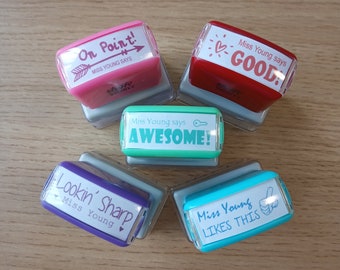 On Point!
MISS YOUNG SAYS
Miss Young says
GOOD!
Miss Young says
AWESOME!
Lookin' Sharp
Miss Young
Miss Young
LIKES THIS